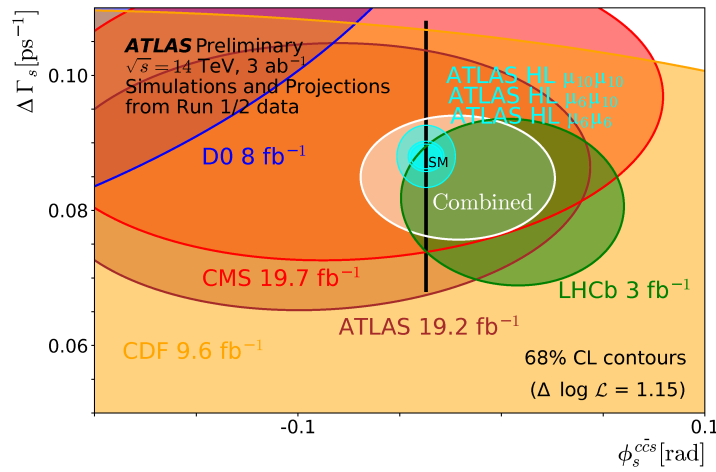 ΔΓₛ[ps⁻¹]
0.10
0.08
0.06
ATLAS Preliminary
√s = 14 TeV, 3 ab⁻¹
Simulations and Projections
from Run 1/2 data
ATLAS HL μ₁₀μ₁₀
ATLAS HL μ₆μ₁₀
ATLAS HL μ₆μ₆
D0 8 fb⁻¹
SM
Combined
CMS 19.7 fb⁻¹
LHCb 3 fb⁻¹
ATLAS 19.2 fb⁻¹
CDF 9.6 fb⁻¹
68% CL contours
(Δ log ℒ = 1.15)
-0.1
0.1
ϕₛᶜᶜ̄ˢ[rad]